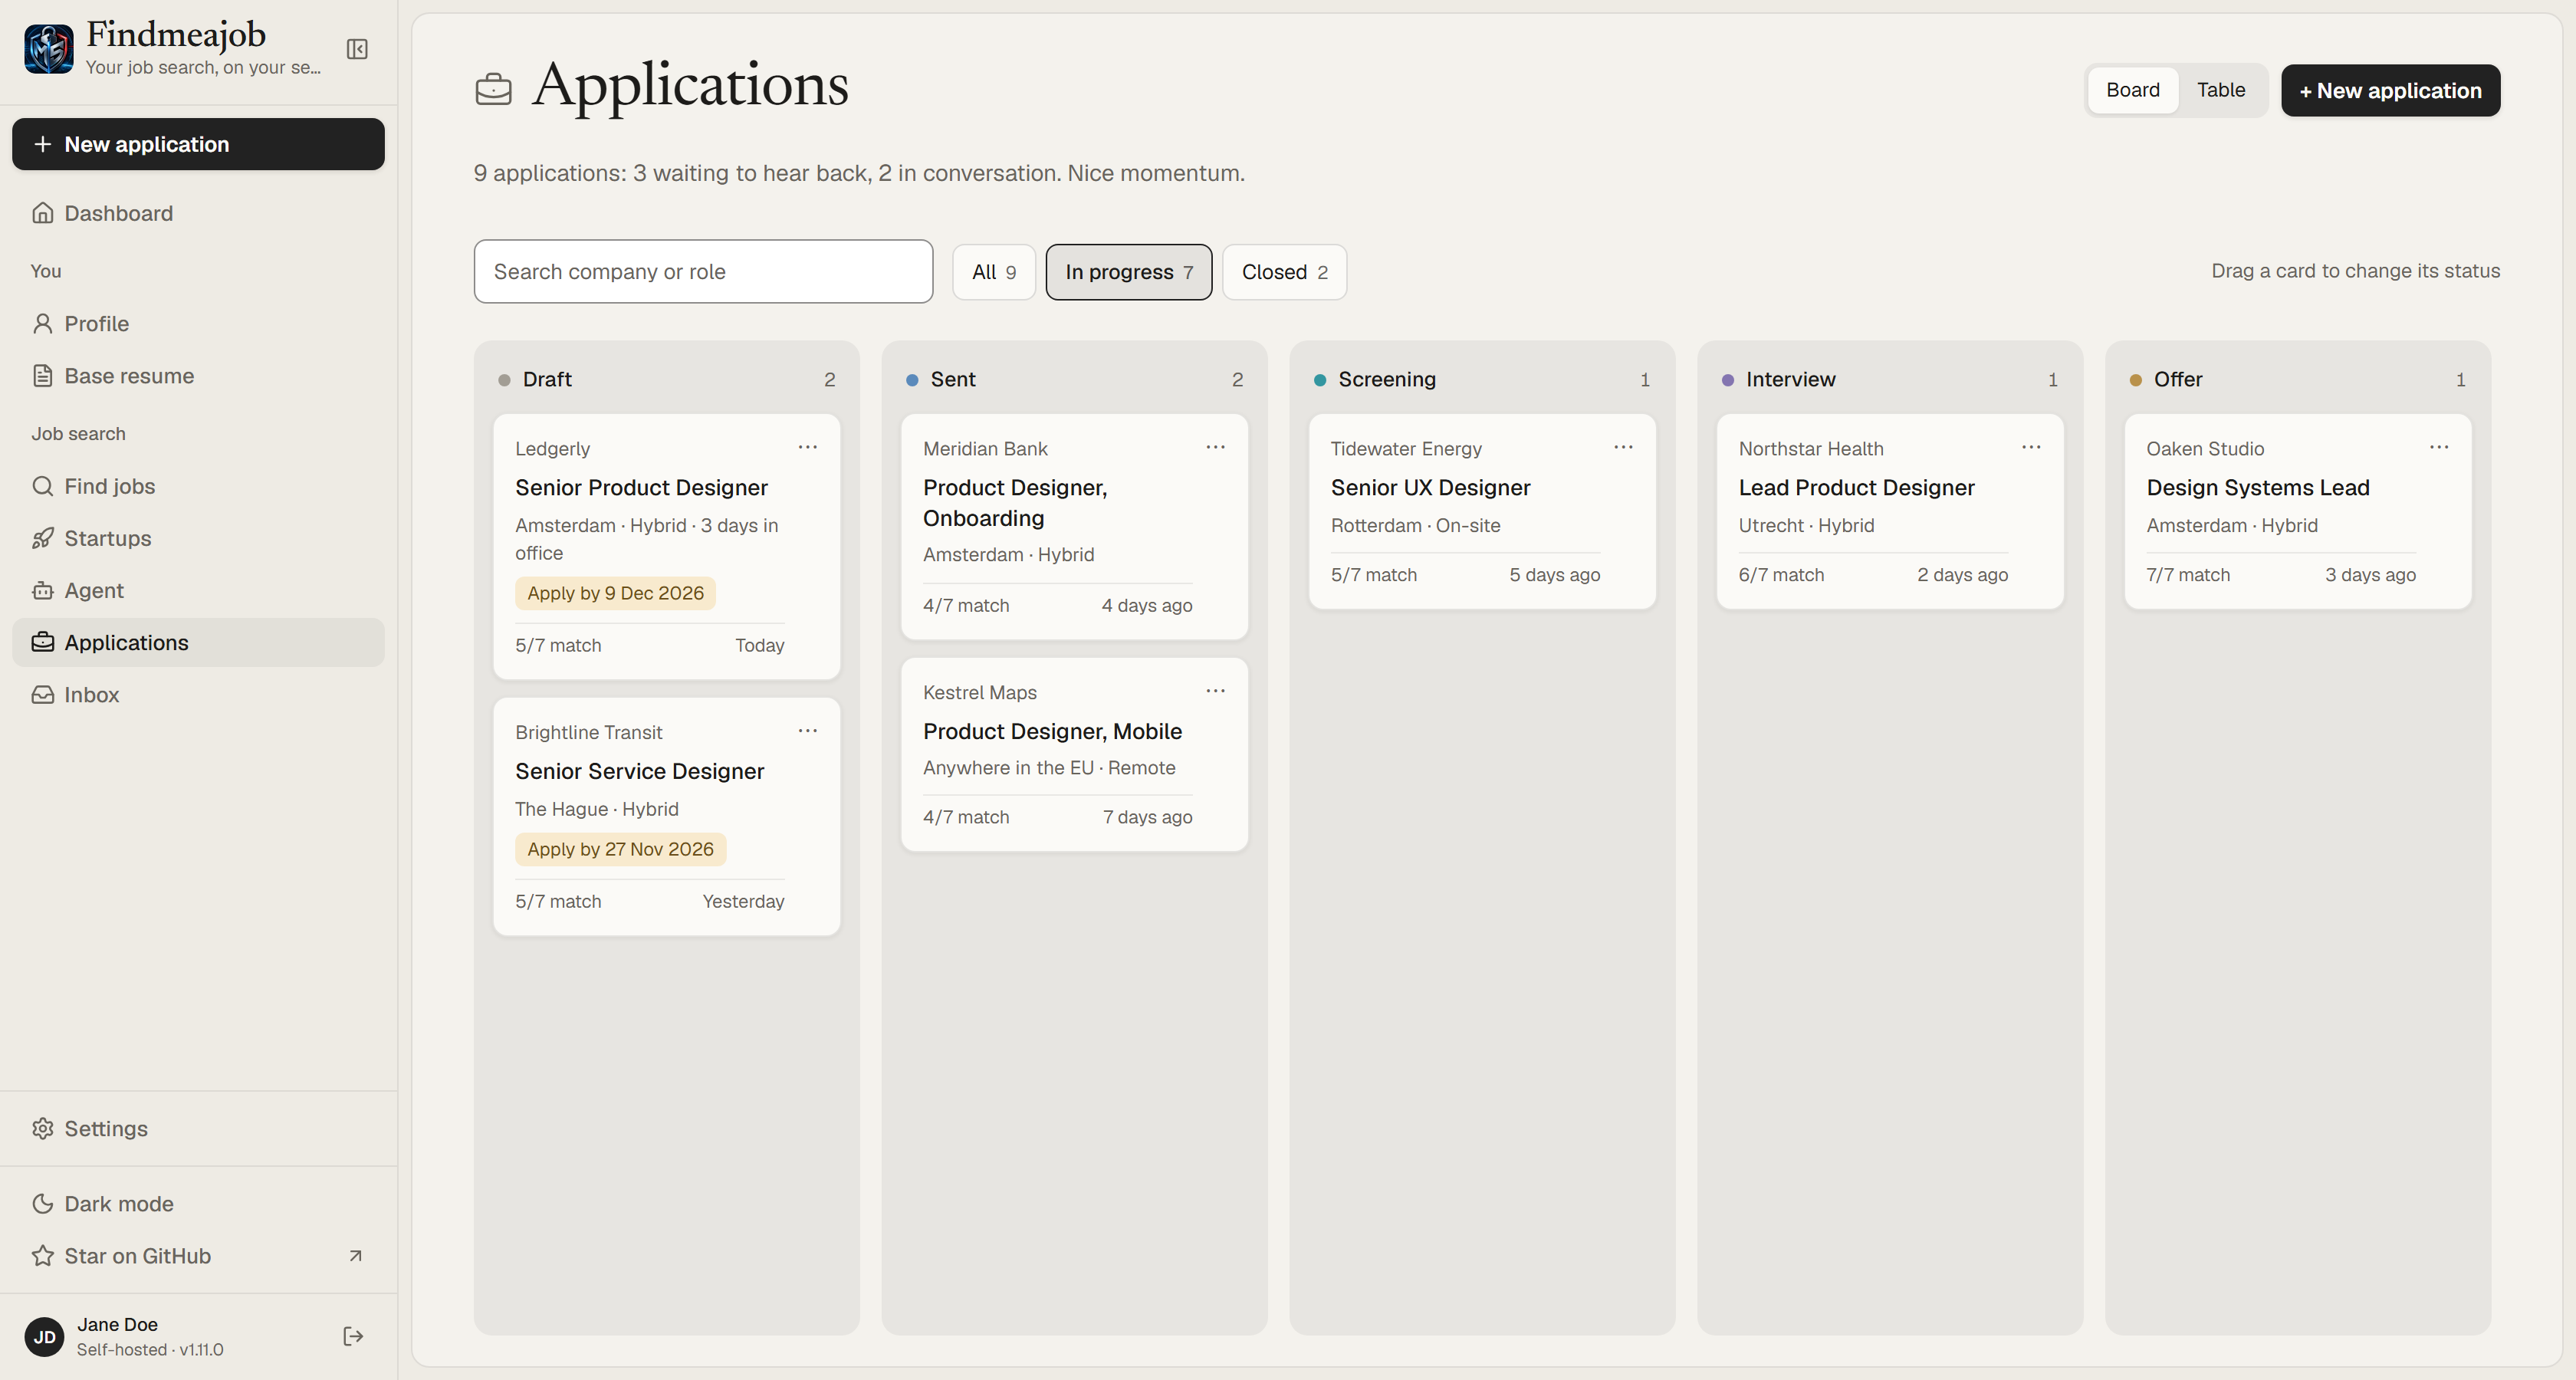 Findmeajob
Your job search, on your se...
New application
Dashboard
You
Profile
Base resume
Job search
Find jobs
Startups
Agent
Applications
Inbox
Settings
Dark mode
Star on GitHub
JD
Jane Doe
Self-hosted · v1.11.0
Applications
Board
Table
+ New application
9 applications: 3 waiting to hear back, 2 in conversation. Nice momentum.
Search company or role
All 9
In progress 7
Closed 2
Drag a card to change its status
Draft 2
Ledgerly
Senior Product Designer
Amsterdam · Hybrid · 3 days in
office
Apply by 9 Dec 2026
5/7 match Today
Brightline Transit
Senior Service Designer
The Hague · Hybrid
Apply by 27 Nov 2026
5/7 match Yesterday
Sent 2
Meridian Bank
Product Designer,
Onboarding
Amsterdam · Hybrid
4/7 match 4 days ago
Kestrel Maps
Product Designer, Mobile
Anywhere in the EU · Remote
4/7 match 7 days ago
Screening 1
Tidewater Energy
Senior UX Designer
Rotterdam · On-site
5/7 match 5 days ago
Interview 1
Northstar Health
Lead Product Designer
Utrecht · Hybrid
6/7 match 2 days ago
Offer 1
Oaken Studio
Design Systems Lead
Amsterdam · Hybrid
7/7 match 3 days ago